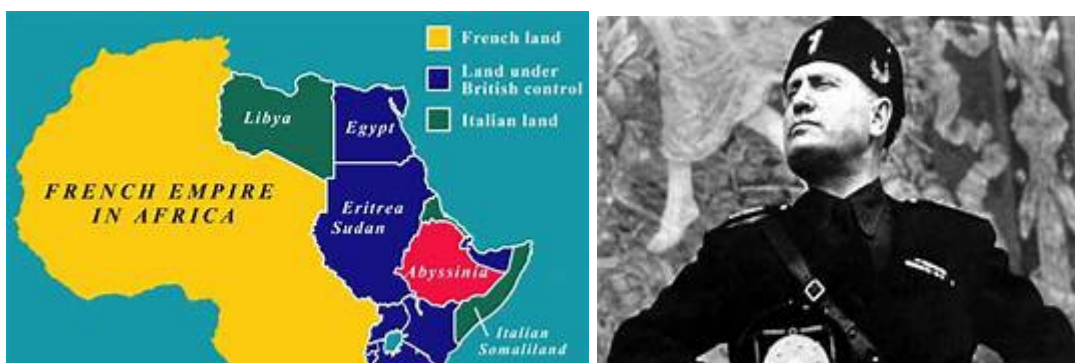 French land
Land under
British control
Italian land
Libya
Egypt
FRENCH EMPIRE
IN AFRICA
Eritrea
Sudan
Abyssinia
Italian
Somaliland
1